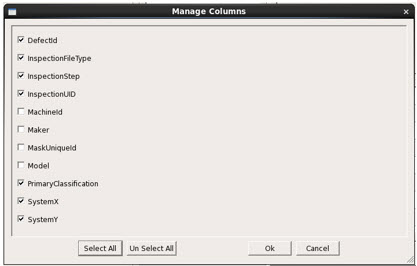 Manage Columns
DefectId
InspectionFileType
InspectionStep
InspectionUID
MachineId
Maker
MaskUniqueId
Model
PrimaryClassification
SystemX
SystemY
Select All Un Select All Ok Cancel